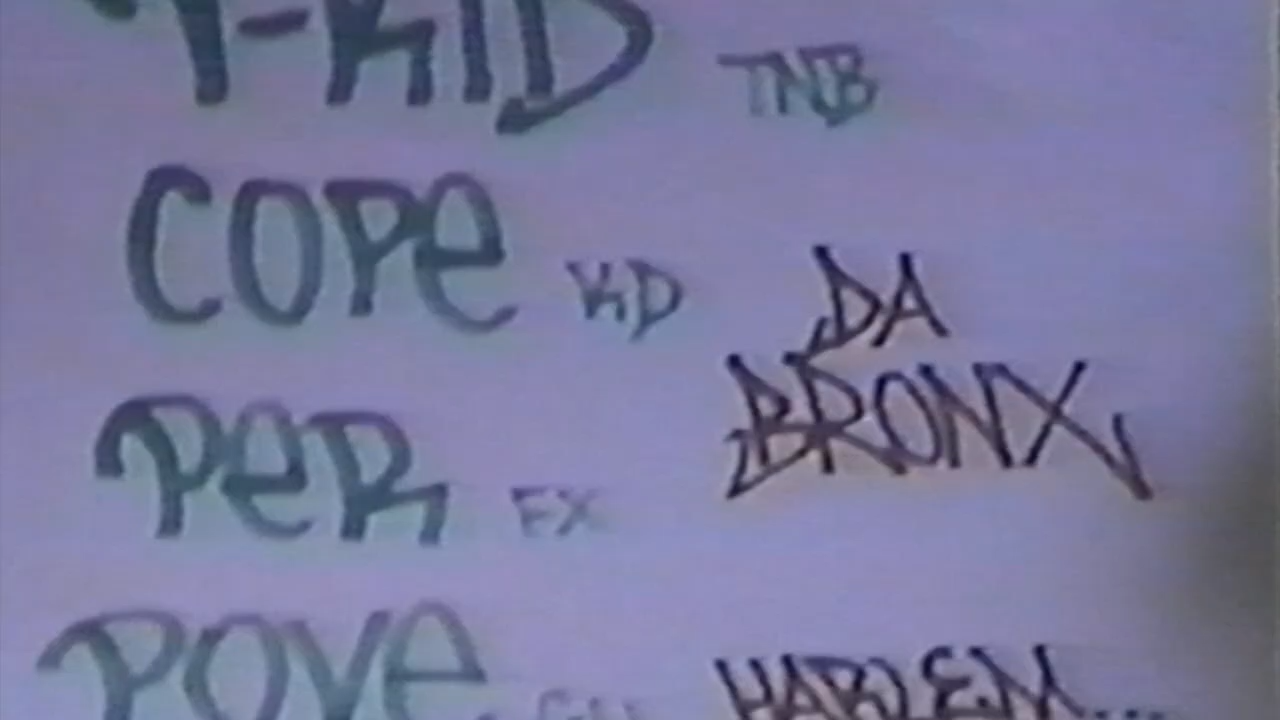 T-KID TNB
COPE KD
DA
BRONX
PER FX
POVE
HARLEM...